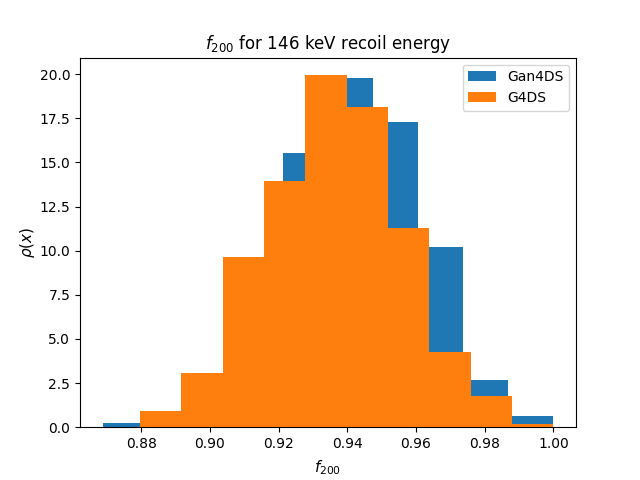 f₂₀₀ for 146 keV recoil energy
Gan4DS
G4DS
20.0
17.5
15.0
12.5
10.0
7.5
5.0
2.5
0.0
ρ(x)
0.88 0.90 0.92 0.94 0.96 0.98 1.00
f₂₀₀